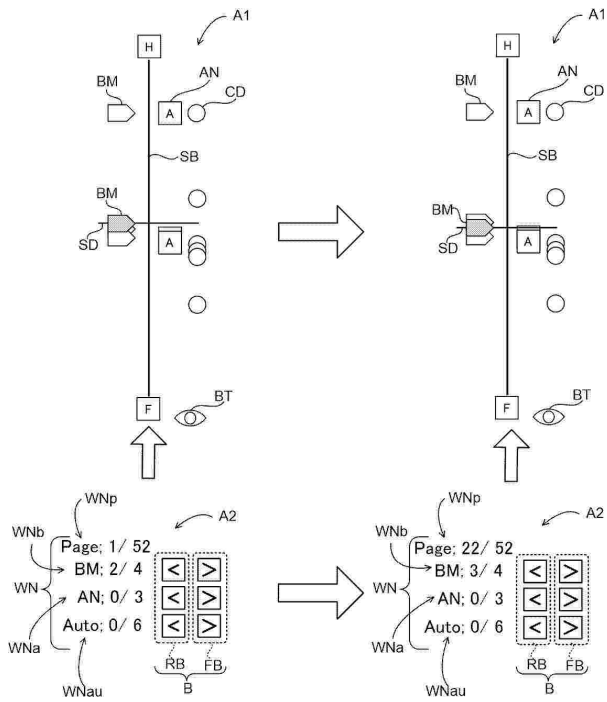 H
A1
AN
BM
CD
A
SB
BM
SD
A
F
BT
WNp
A2
WNb
Page; 1/ 52
WN
BM; 2/ 4
< >
AN; 0/ 3
< >
WNa
Auto; 0/ 6
< >
RB FB
B
WNau
H
A1
AN
BM
CD
A
SB
BM
SD
A
F
BT
WNp
A2
WNb
Page; 22/ 52
WN
BM; 3/ 4
< >
AN; 0/ 3
< >
WNa
Auto; 0/ 6
< >
RB FB
B
WNau